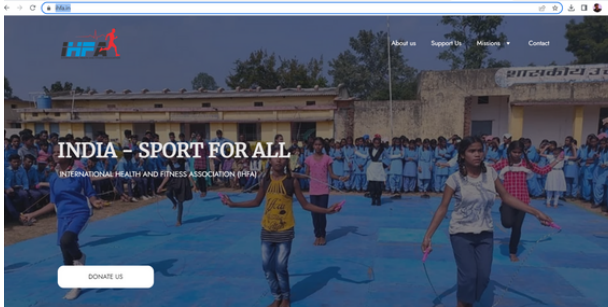 ihfa.in
iHFA
About us Support Us Missions Contact
शासकीय उ
INDIA - SPORT FOR ALL
INTERNATIONAL HEALTH AND FITNESS ASSOCIATION (IHFA)
DONATE US